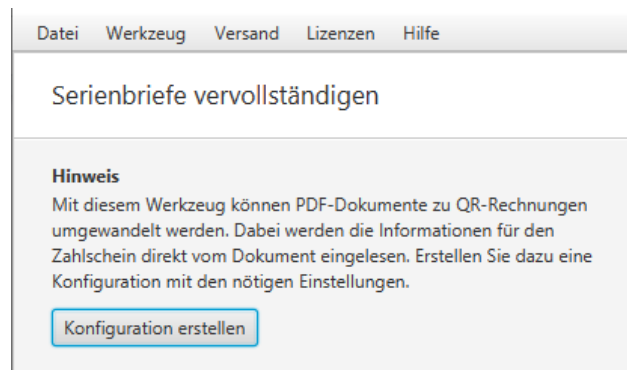 Datei Werkzeug Versand Lizenzen Hilfe
Serienbriefe vervollständigen
Hinweis
Mit diesem Werkzeug können PDF-Dokumente zu QR-Rechnungen
umgewandelt werden. Dabei werden die Informationen für den
Zahlschein direkt vom Dokument eingelesen. Erstellen Sie dazu eine
Konfiguration mit den nötigen Einstellungen.
Konfiguration erstellen